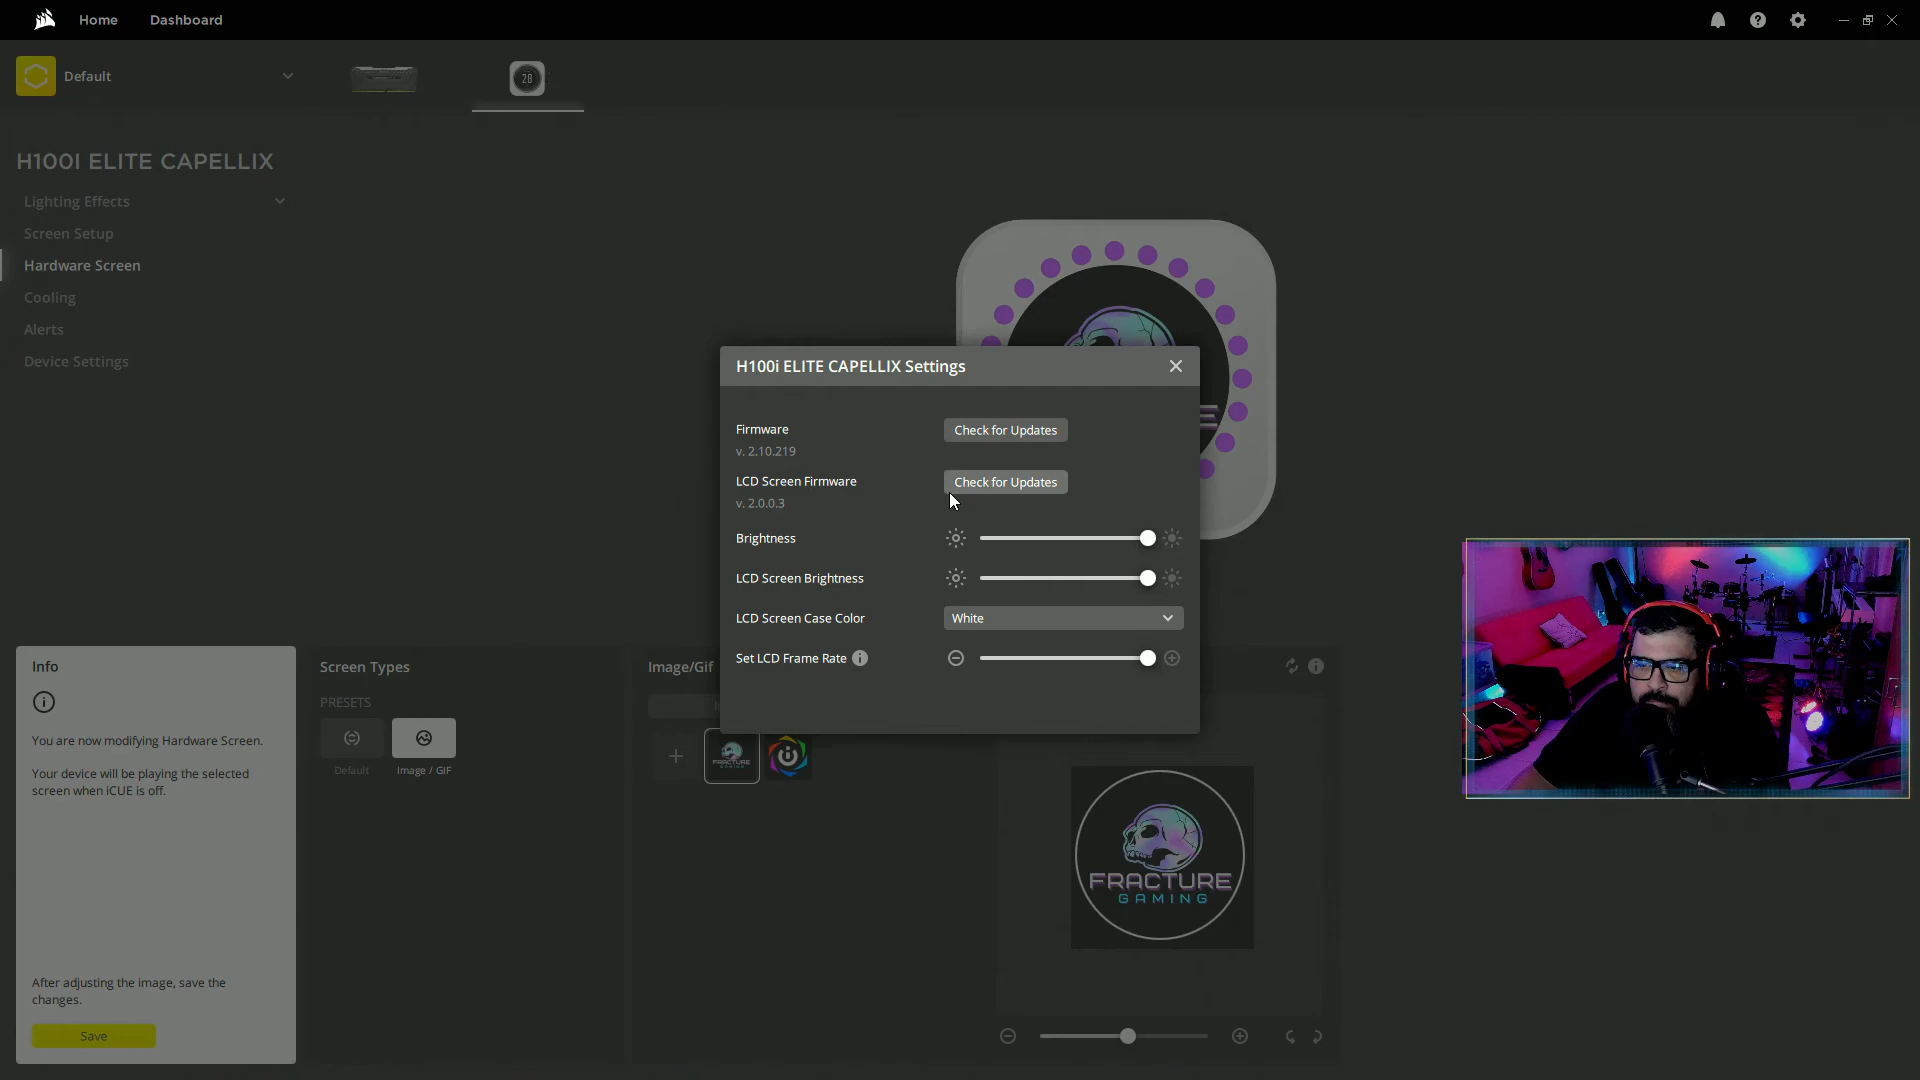 Home
Dashboard
Default
28
H100I ELITE CAPELLIX
Lighting Effects
Screen Setup
Hardware Screen
Cooling
Alerts
Device Settings
H100i ELITE CAPELLIX Settings
Firmware
Check for Updates
v. 2.10.219
LCD Screen Firmware
Check for Updates
v. 2.0.0.3
Brightness
LCD Screen Brightness
LCD Screen Case Color
White
Set LCD Frame Rate
Info
You are now modifying Hardware Screen.
Your device will be playing the selected
screen when iCUE is off.
After adjusting the image, save the
changes.
Save
Screen Types
PRESETS
Default
Image / GIF
Image/Gif
FRACTURE
GAMING
FRACTURE
GAMING